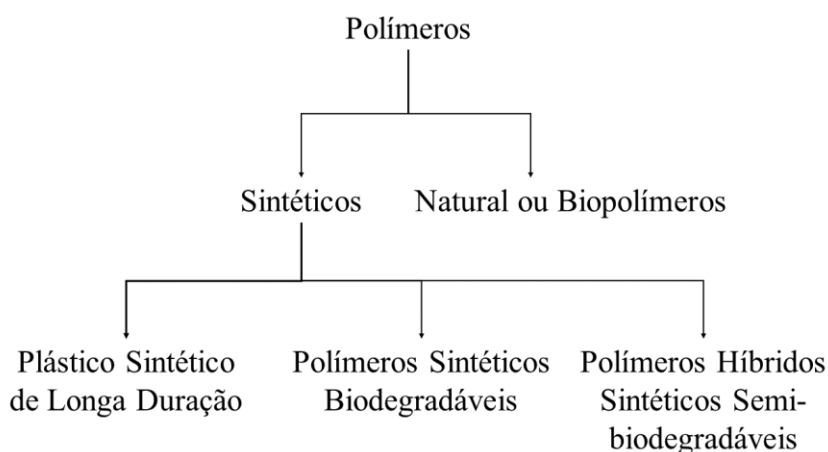 Polímeros
Sintéticos
Natural ou Biopolímeros
Plástico Sintético
de Longa Duração
Polímeros Sintéticos
Biodegradáveis
Polímeros Híbridos
Sintéticos Semi-
biodegradáveis